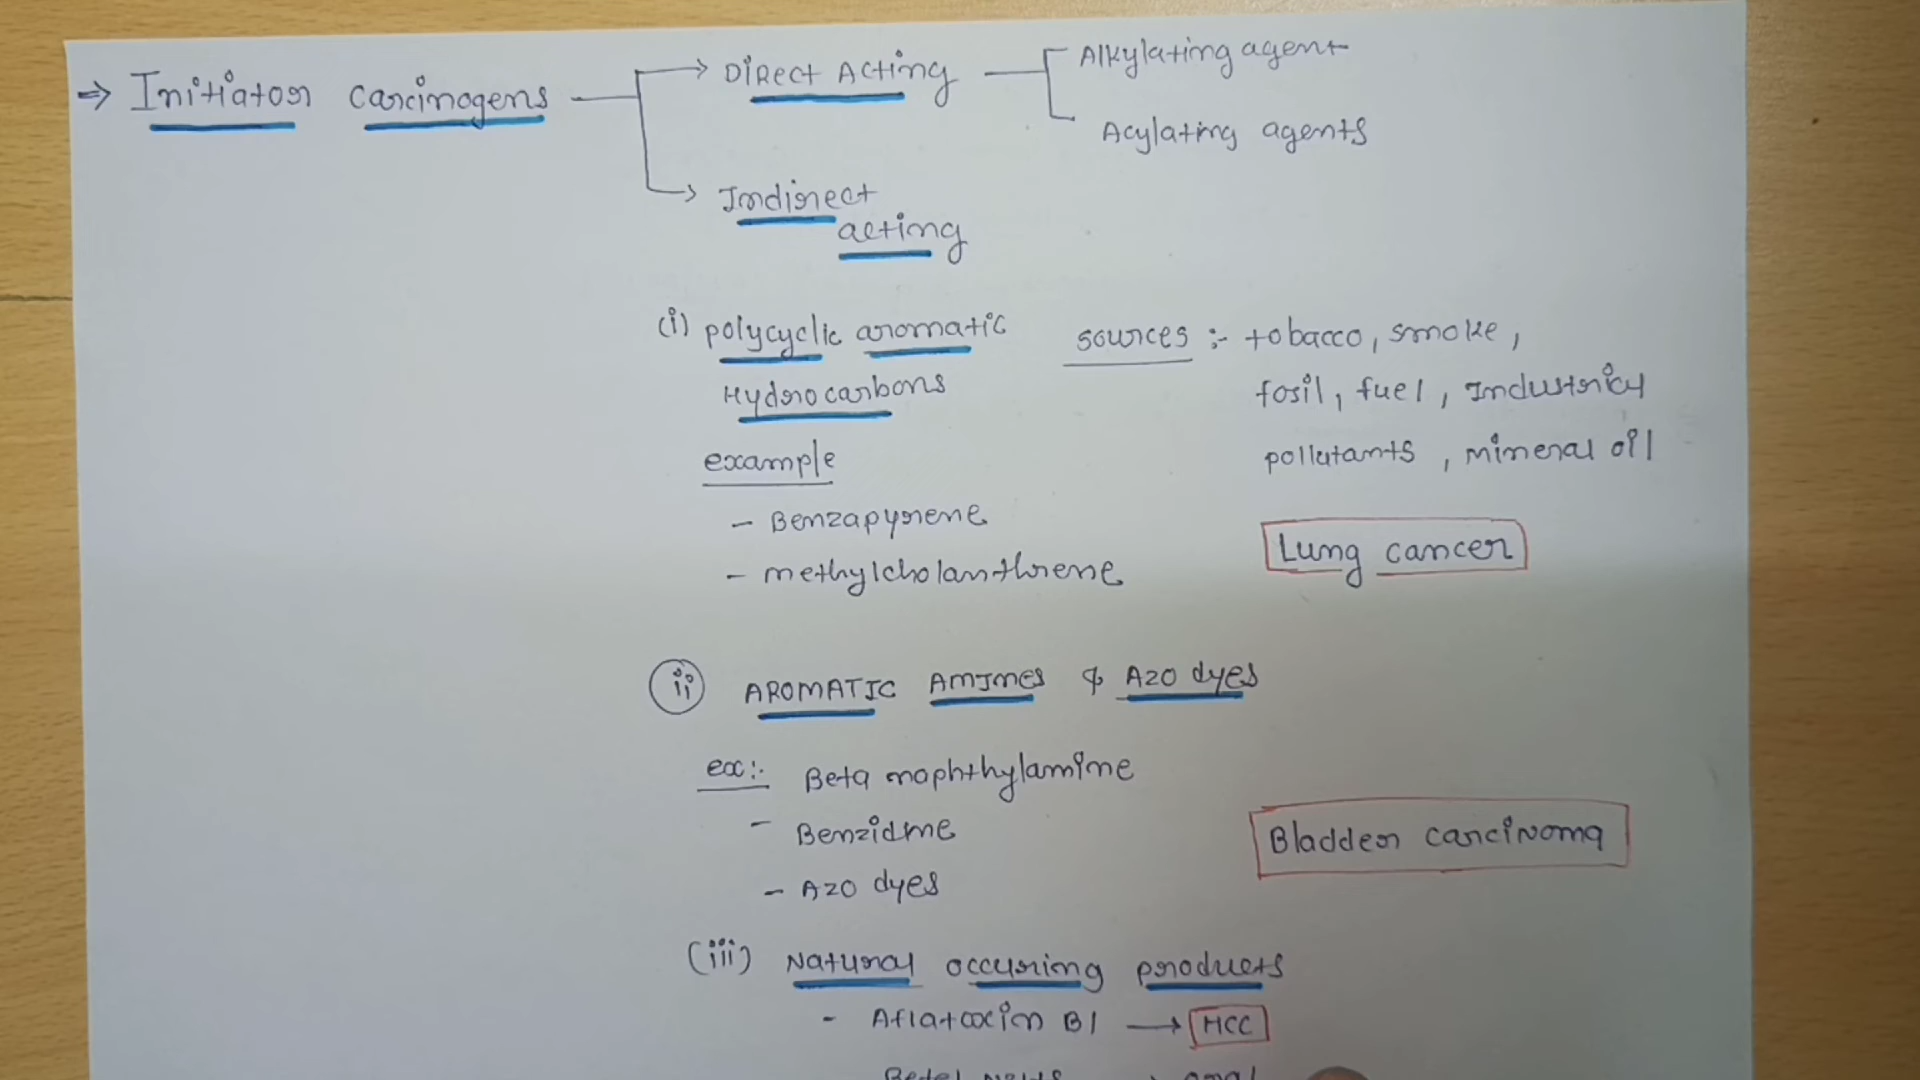 ⇒ Initiator carcinogens
→ Direct Acting
Alkylating agent
Acylating agents
→ Indirect
acting
(i) polycyclic aromatic
Hydrocarbons
sources :- tobacco, smoke,
fosil, fuel, Industrial
pollutants, mineral oil
example
- Benzapyrene
- methylcholanthrene
Lung cancer
(ii) AROMATIC AMINES & AZO dyes
ex:- Beta naphthylamine
- Benzidine
- AZO dyes
Bladder carcinoma
(iii) Natural occuring products
- Aflatoxin B1 → HCC